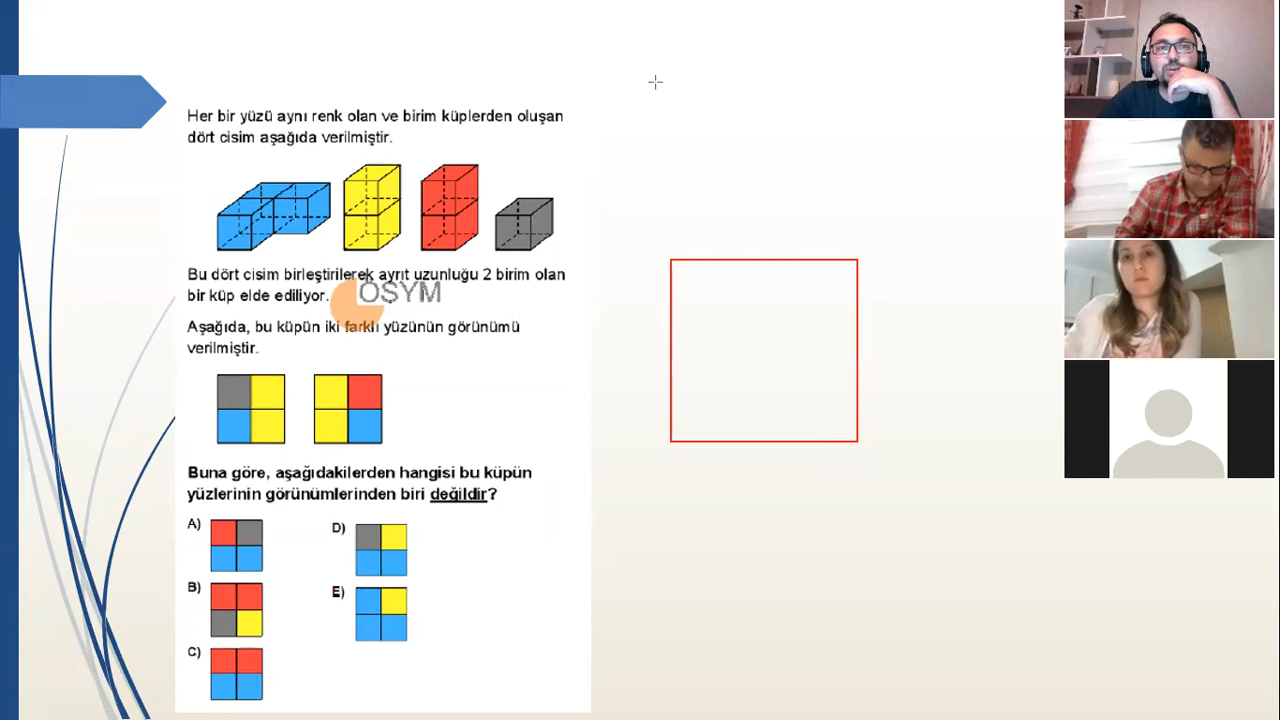 Her bir yüzü aynı renk olan ve birim küplerden oluşan
dört cisim aşağıda verilmiştir.
Bu dört cisim birleştirilerek ayrıt uzunluğu 2 birim olan
bir küp elde ediliyor.
ÖSYM
Aşağıda, bu küpün iki farklı yüzünün görünümü
verilmiştir.
Buna göre, aşağıdakilerden hangisi bu küpün
yüzlerinin görünümlerinden biri değildir?
A)
B)
C)
D)
E)